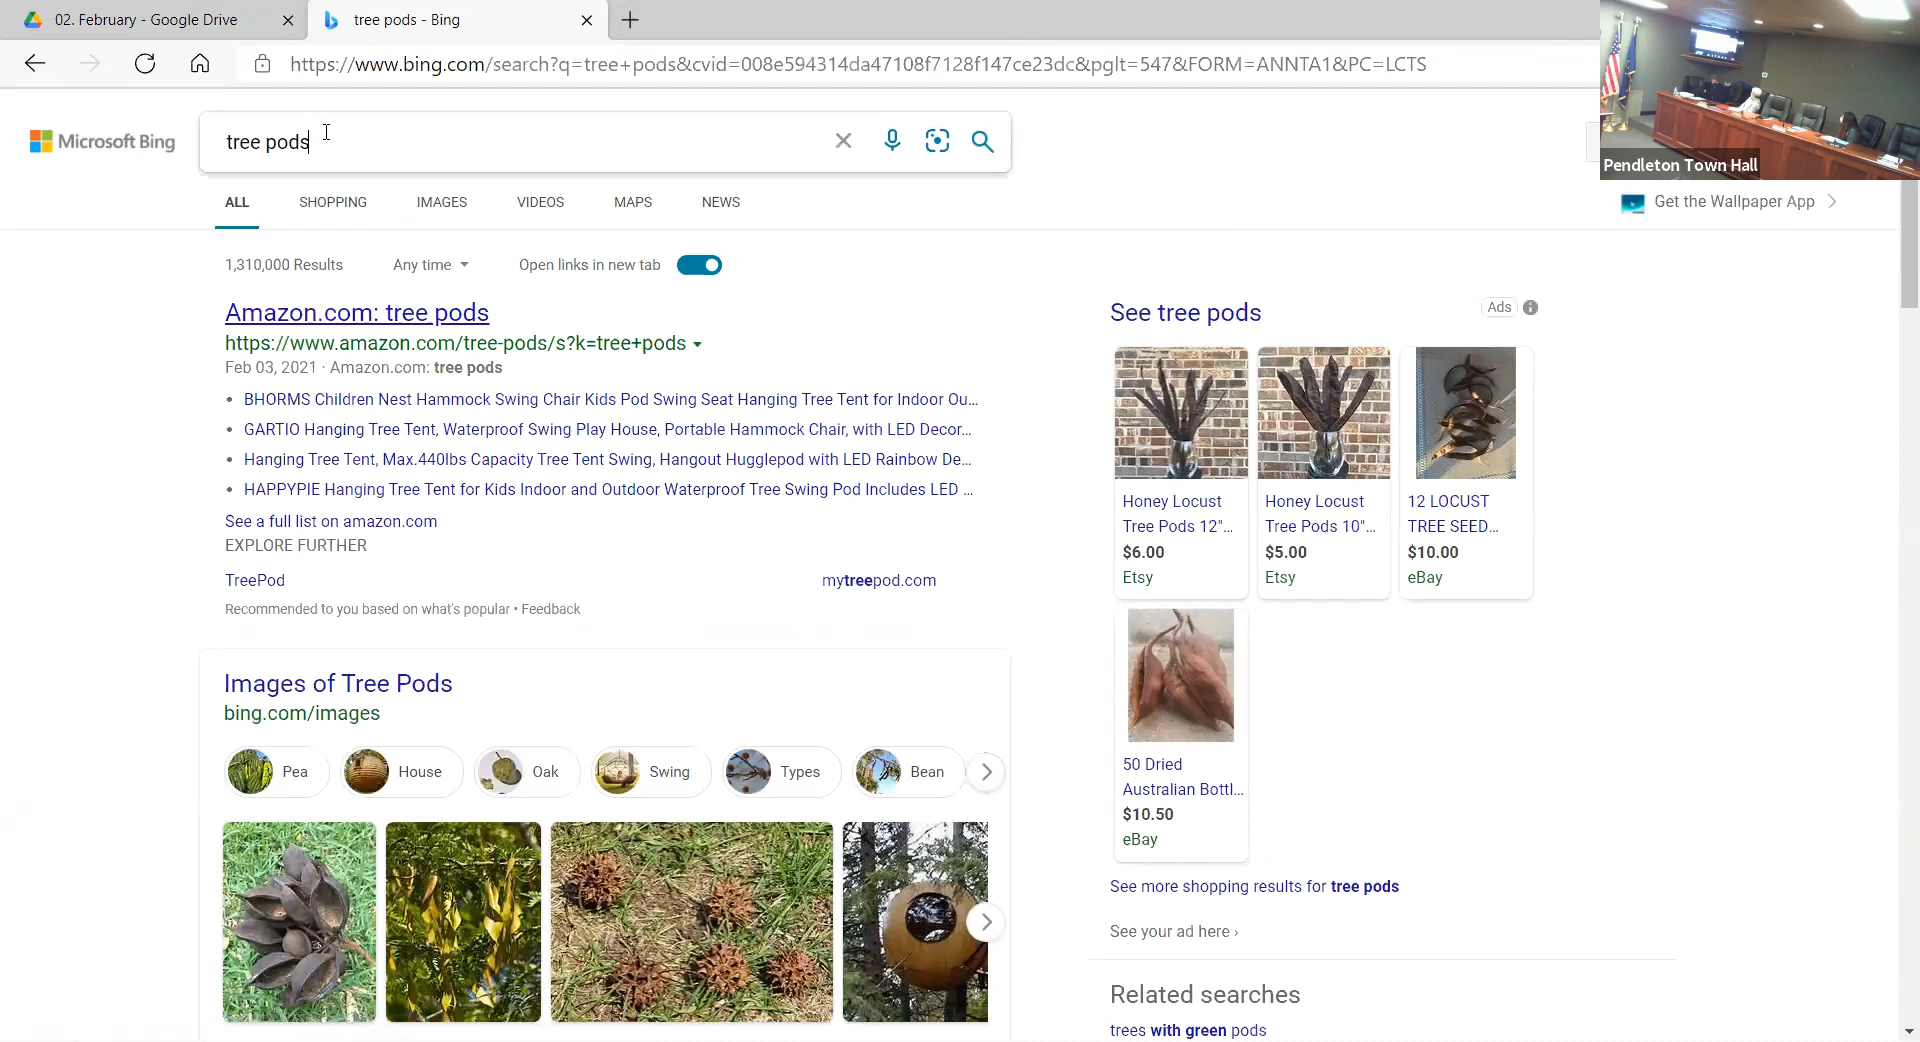 02. February - Google Drive
tree pods - Bing
https://www.bing.com/search?q=tree+pods&cvid=008e594314da47108f7128f147ce23dc&pglt=547&FORM=ANNTA1&PC=LCTS
Pendleton Town Hall
Microsoft Bing
tree pods
ALL
SHOPPING
IMAGES
VIDEOS
MAPS
NEWS
Get the Wallpaper App
1,310,000 Results
Any time
Open links in new tab
Amazon.com: tree pods
https://www.amazon.com/tree-pods/s?k=tree+pods
Feb 03, 2021 · Amazon.com: tree pods
• BHORMS Children Nest Hammock Swing Chair Kids Pod Swing Seat Hanging Tree Tent for Indoor Ou...
• GARTIO Hanging Tree Tent, Waterproof Swing Play House, Portable Hammock Chair, with LED Decor...
• Hanging Tree Tent, Max.440lbs Capacity Tree Tent Swing, Hangout Hugglepod with LED Rainbow De...
• HAPPYPIE Hanging Tree Tent for Kids Indoor and Outdoor Waterproof Tree Swing Pod Includes LED ...
See a full list on amazon.com
EXPLORE FURTHER
TreePod
mytreepod.com
Recommended to you based on what's popular • Feedback
Images of Tree Pods
bing.com/images
Pea
House
Oak
Swing
Types
Bean
See tree pods
Ads
Honey Locust
Tree Pods 12"...
$6.00
Etsy
Honey Locust
Tree Pods 10"...
$5.00
Etsy
12 LOCUST
TREE SEED...
$10.00
eBay
50 Dried
Australian Bottl...
$10.50
eBay
See more shopping results for tree pods
See your ad here ›
Related searches
trees with green pods